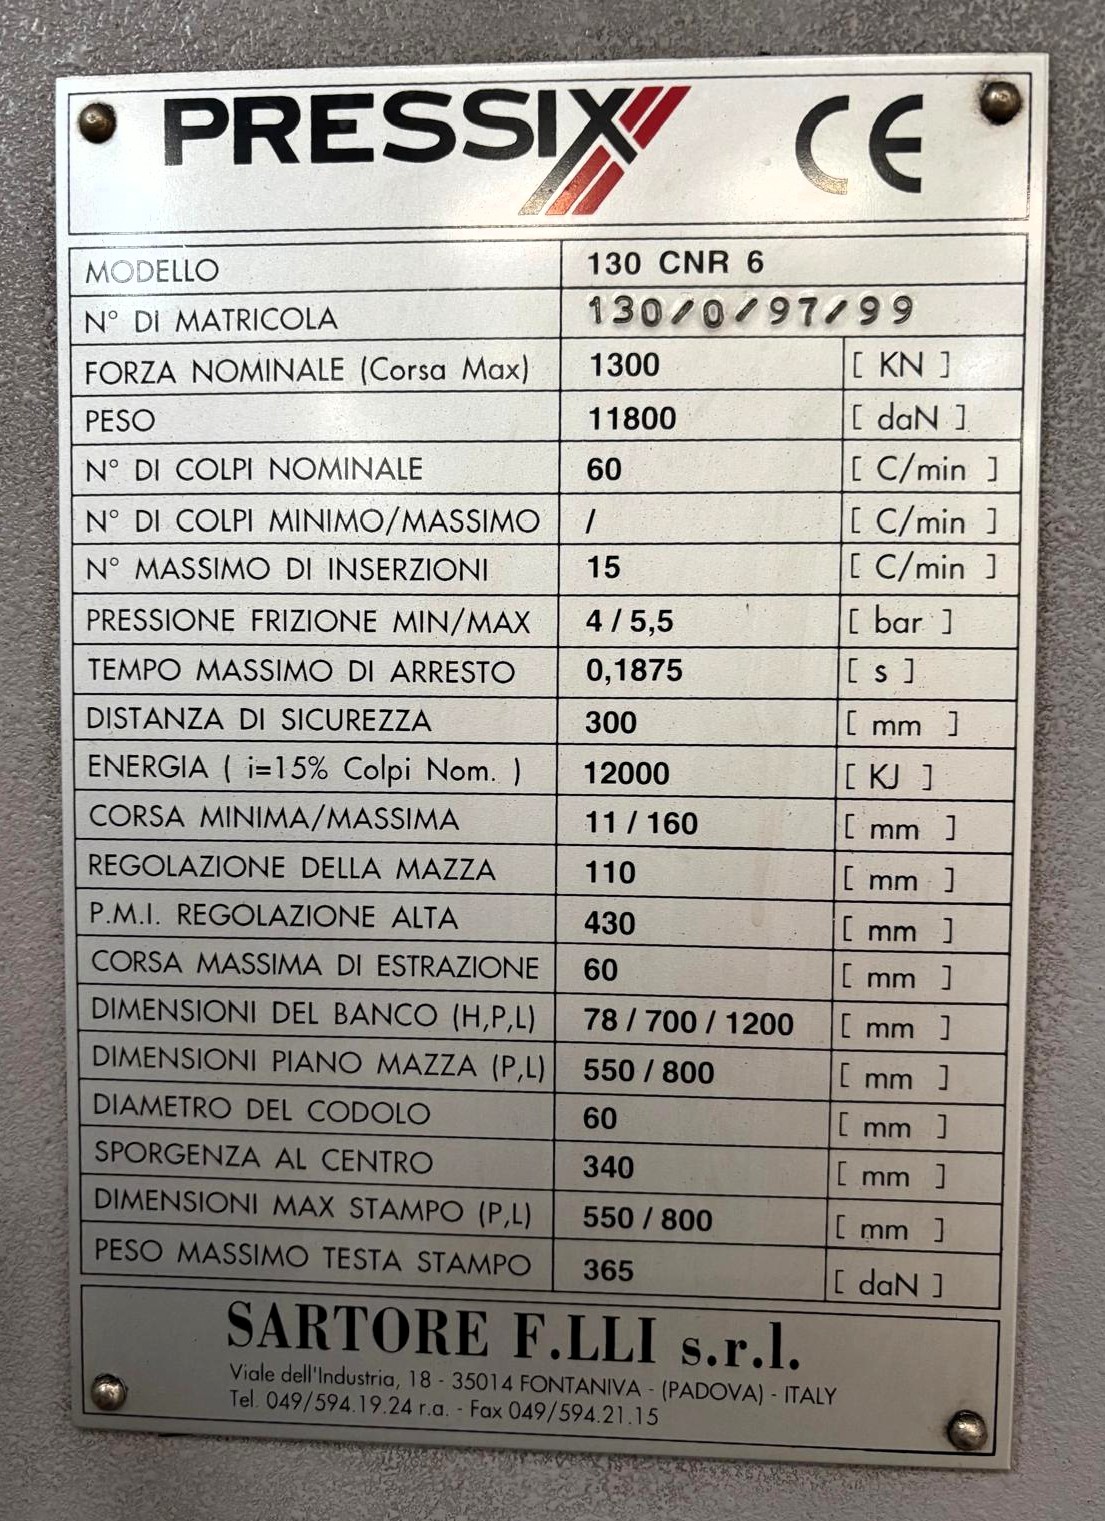 PRESSIX CE
MODELLO 130 CNR 6
N° DI MATRICOLA 130/0/97/99
FORZA NOMINALE (Corsa Max) 1300 [ KN ]
PESO 11800 [ daN ]
N° DI COLPI NOMINALE 60 [ C/min ]
N° DI COLPI MINIMO/MASSIMO / [ C/min ]
N° MASSIMO DI INSERZIONI 15 [ C/min ]
PRESSIONE FRIZIONE MIN/MAX 4 / 5,5 [ bar ]
TEMPO MASSIMO DI ARRESTO 0,1875 [ s ]
DISTANZA DI SICUREZZA 300 [ mm ]
ENERGIA ( i=15% Colpi Nom. ) 12000 [ KJ ]
CORSA MINIMA/MASSIMA 11 / 160 [ mm ]
REGOLAZIONE DELLA MAZZA 110 [ mm ]
P.M.I. REGOLAZIONE ALTA 430 [ mm ]
CORSA MASSIMA DI ESTRAZIONE 60 [ mm ]
DIMENSIONI DEL BANCO (H,P,L) 78 / 700 / 1200 [ mm ]
DIMENSIONI PIANO MAZZA (P,L) 550 / 800 [ mm ]
DIAMETRO DEL CODOLO 60 [ mm ]
SPORGENZA AL CENTRO 340 [ mm ]
DIMENSIONI MAX STAMPO (P,L) 550 / 800 [ mm ]
PESO MASSIMO TESTA STAMPO 365 [ daN ]
SARTORE F.LLI s.r.l.
Viale dell'Industria, 18 - 35014 FONTANIVA - (PADOVA) - ITALY
Tel. 049/594.19.24 r.a. - Fax 049/594.21.15